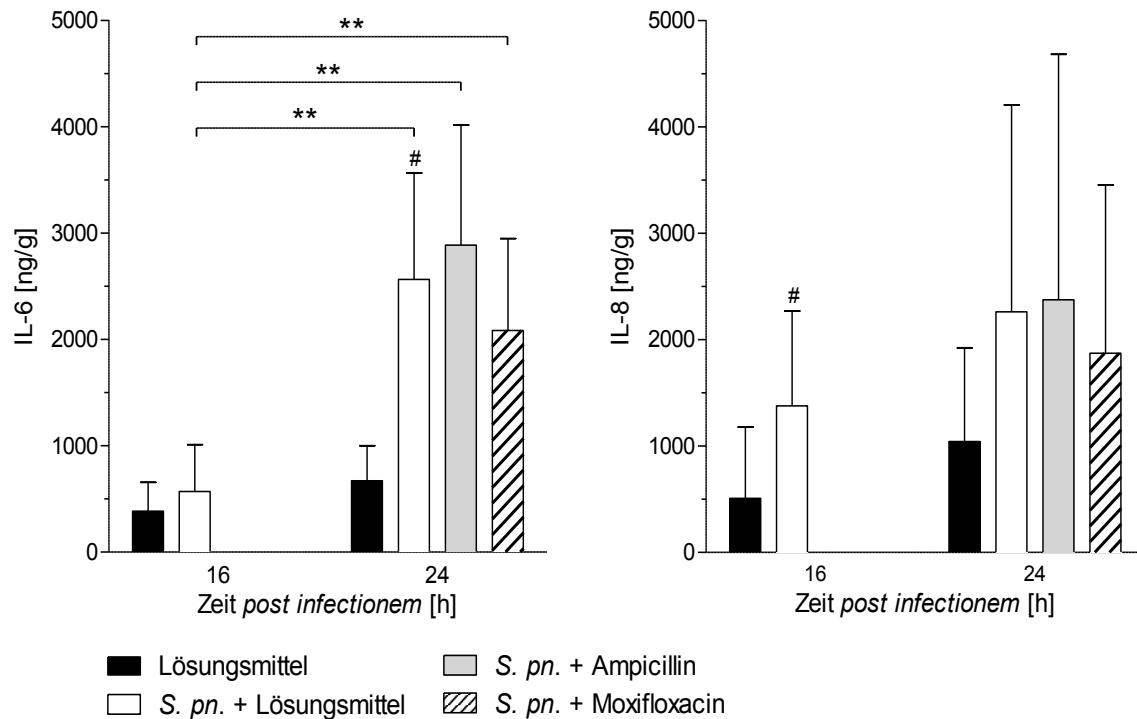 5000
4000
3000
2000
1000
0
IL-6 [ng/g]
**
**
**
#
16
24
Zeit post infectionem [h]
5000
4000
3000
2000
1000
0
IL-8 [ng/g]
#
16
24
Zeit post infectionem [h]
Lösungsmittel
S. pn. + Lösungsmittel
S. pn. + Ampicillin
S. pn. + Moxifloxacin